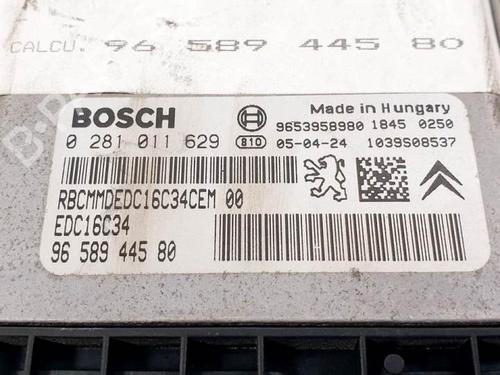 CALCU. 96 589 445 80
BOSCH
Made in Hungary
0 281 011 629
810
9653958980 1845 0250
05-04-24 1039S08537
RBCMMDEDC16C34CEM 00
EDC16C34
96 589 445 80